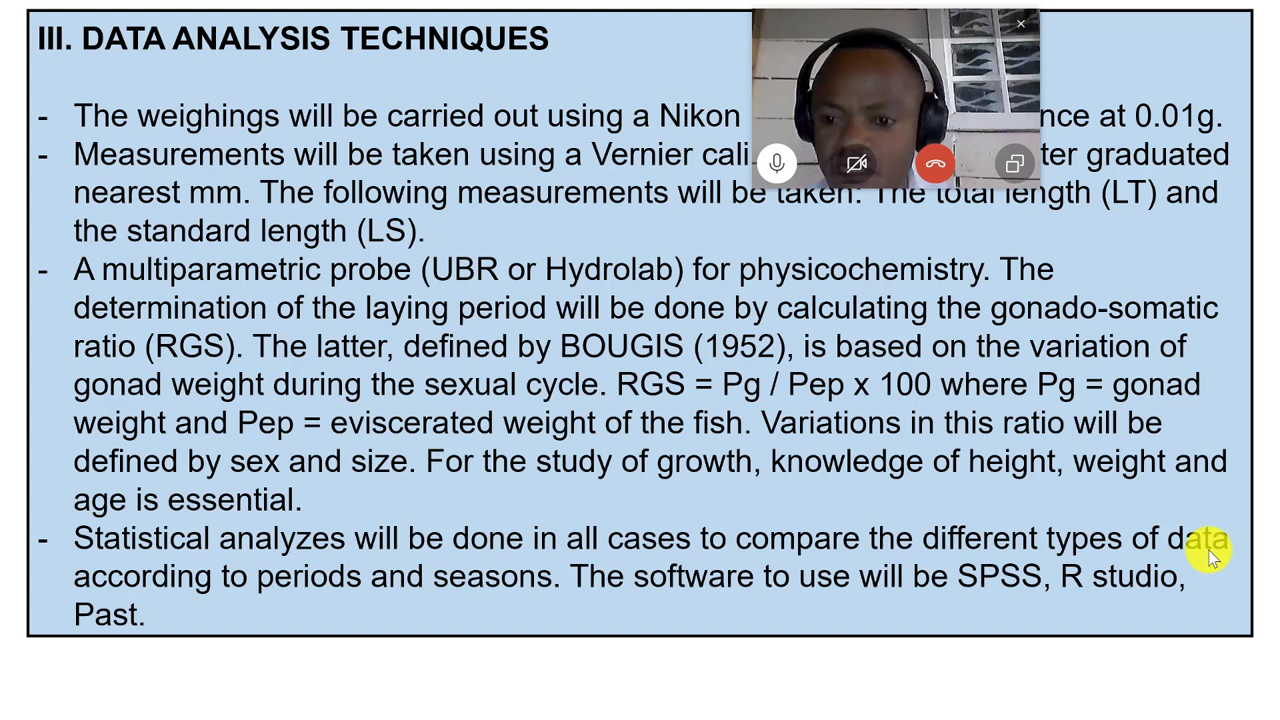 III. DATA ANALYSIS TECHNIQUES
- The weighings will be carried out using a Nikon nce at 0.01g.
- Measurements will be taken using a Vernier cali ter graduated
nearest mm. The following measurements will be taken: The total length (LT) and
the standard length (LS).
- A multiparametric probe (UBR or Hydrolab) for physicochemistry. The
determination of the laying period will be done by calculating the gonado-somatic
ratio (RGS). The latter, defined by BOUGIS (1952), is based on the variation of
gonad weight during the sexual cycle. RGS = Pg / Pep x 100 where Pg = gonad
weight and Pep = eviscerated weight of the fish. Variations in this ratio will be
defined by sex and size. For the study of growth, knowledge of height, weight and
age is essential.
- Statistical analyzes will be done in all cases to compare the different types of data
according to periods and seasons. The software to use will be SPSS, R studio,
Past.